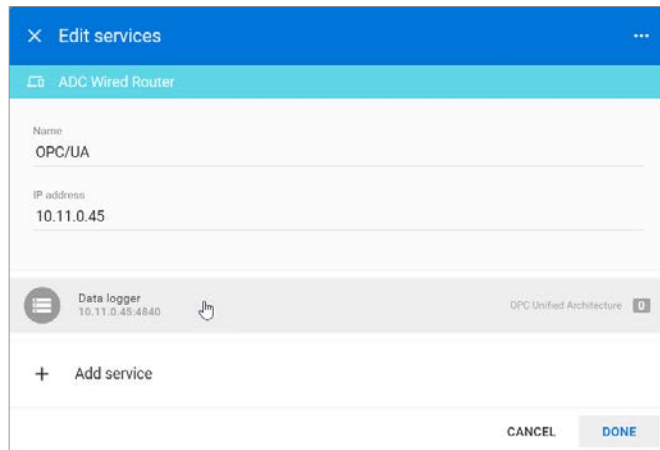 Edit services
ADC Wired Router
Name
OPC/UA
IP address
10.11.0.45
Data logger
10.11.0.45:4840
OPC Unified Architecture 0
Add service
CANCEL DONE